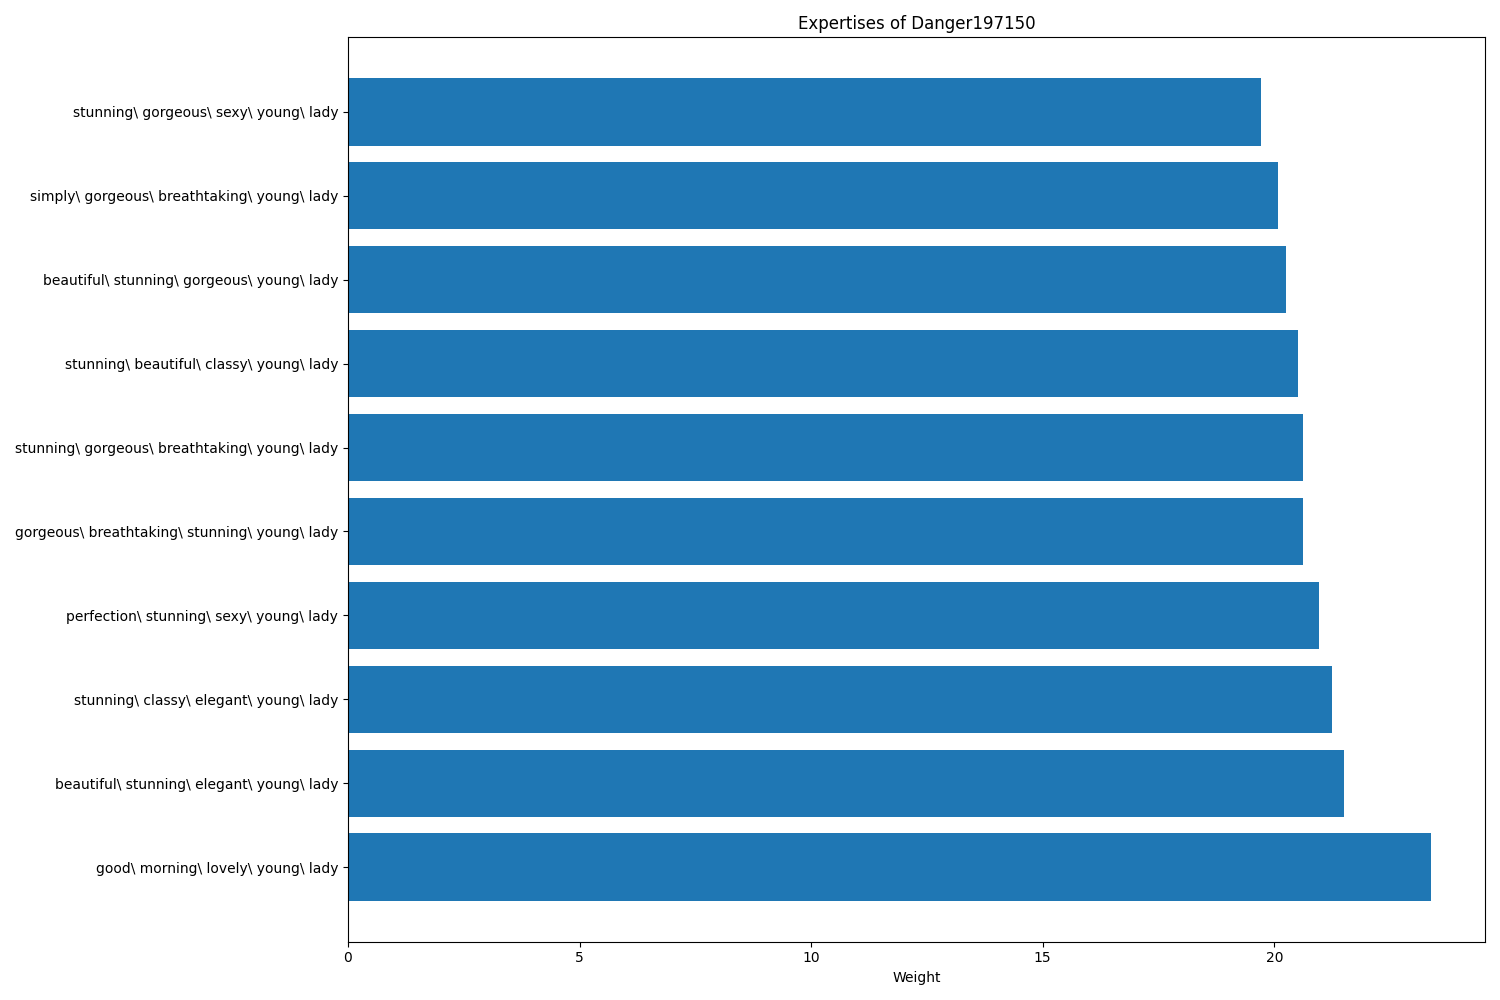 Expertises of Danger197150
stunning\ gorgeous\ sexy\ young\ lady
simply\ gorgeous\ breathtaking\ young\ lady
beautiful\ stunning\ gorgeous\ young\ lady
stunning\ beautiful\ classy\ young\ lady
stunning\ gorgeous\ breathtaking\ young\ lady
gorgeous\ breathtaking\ stunning\ young\ lady
perfection\ stunning\ sexy\ young\ lady
stunning\ classy\ elegant\ young\ lady
beautiful\ stunning\ elegant\ young\ lady
good\ morning\ lovely\ young\ lady
0 5 10 15 20
Weight